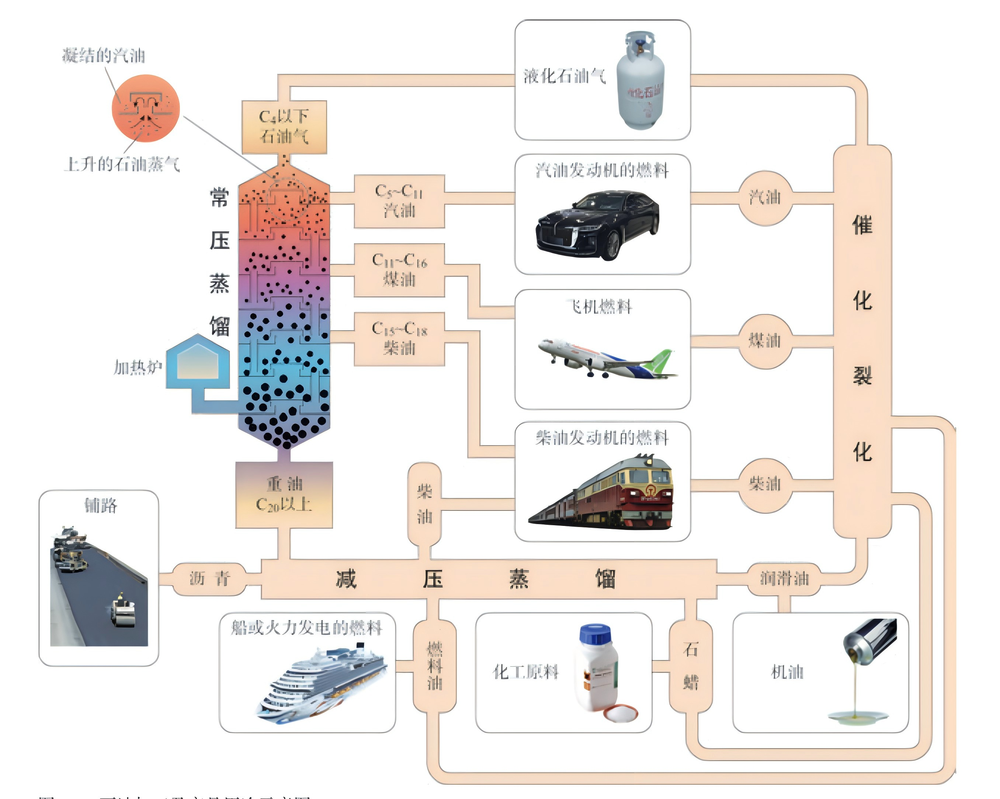 凝结的汽油
上升的石油蒸气
C₄以下
石油气
液化石油气
常压蒸馏
C₅~C₁₁
汽油
汽油发动机的燃料
汽油
C₁₁~C₁₆
煤油
飞机燃料
煤油
C₁₅~C₁₈
柴油
柴油发动机的燃料
柴油
催化裂化
加热炉
重油
C₂₀以上
柴油
铺路
沥青
减压蒸馏
润滑油
船或火力发电的燃料
燃料油
化工原料
石蜡
机油